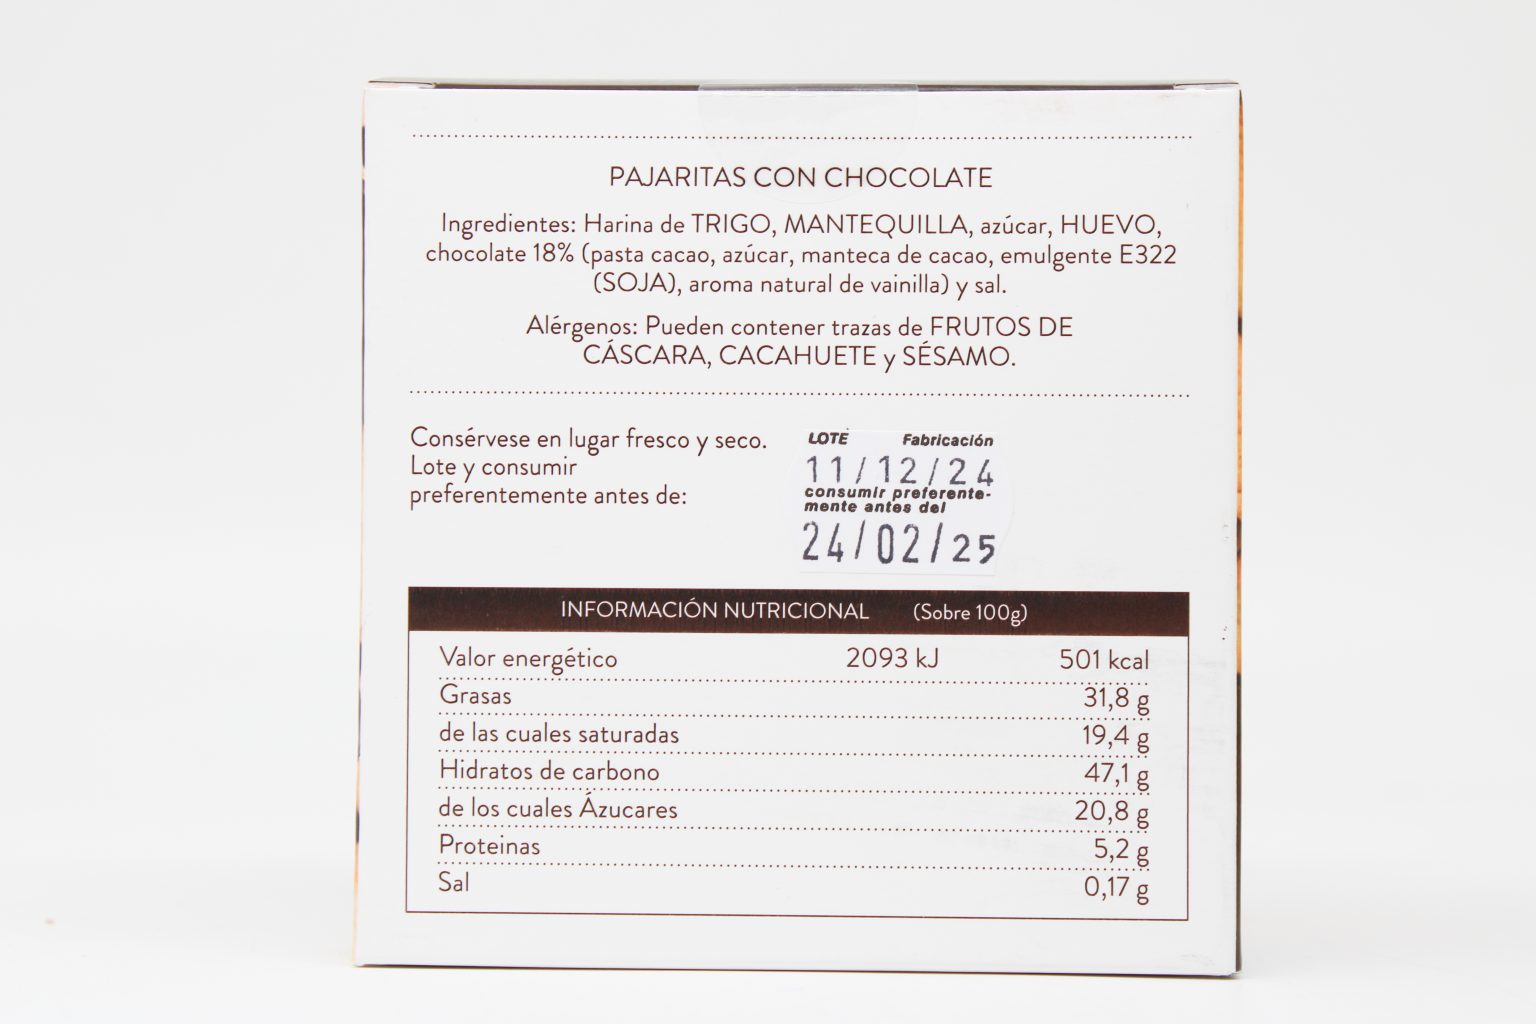 PAJARITAS CON CHOCOLATE
Ingredientes: Harina de TRIGO, MANTEQUILLA, azúcar, HUEVO,
chocolate 18% (pasta cacao, azúcar, manteca de cacao, emulgente E322
(SOJA), aroma natural de vainilla) y sal.
Alérgenos: Pueden contener trazas de FRUTOS DE
CÁSCARA, CACAHUETE y SÉSAMO.
Consérvese en lugar fresco y seco.
Lote y consumir
preferentemente antes de:
LOTE Fabricación
11/12/24
consumir preferente-
mente antes del
24/02/25
INFORMACIÓN NUTRICIONAL (Sobre 100g)
Valor energético 2093 kJ 501 kcal
Grasas 31,8 g
de las cuales saturadas 19,4 g
Hidratos de carbono 47,1 g
de los cuales Ázucares 20,8 g
Proteinas 5,2 g
Sal 0,17 g